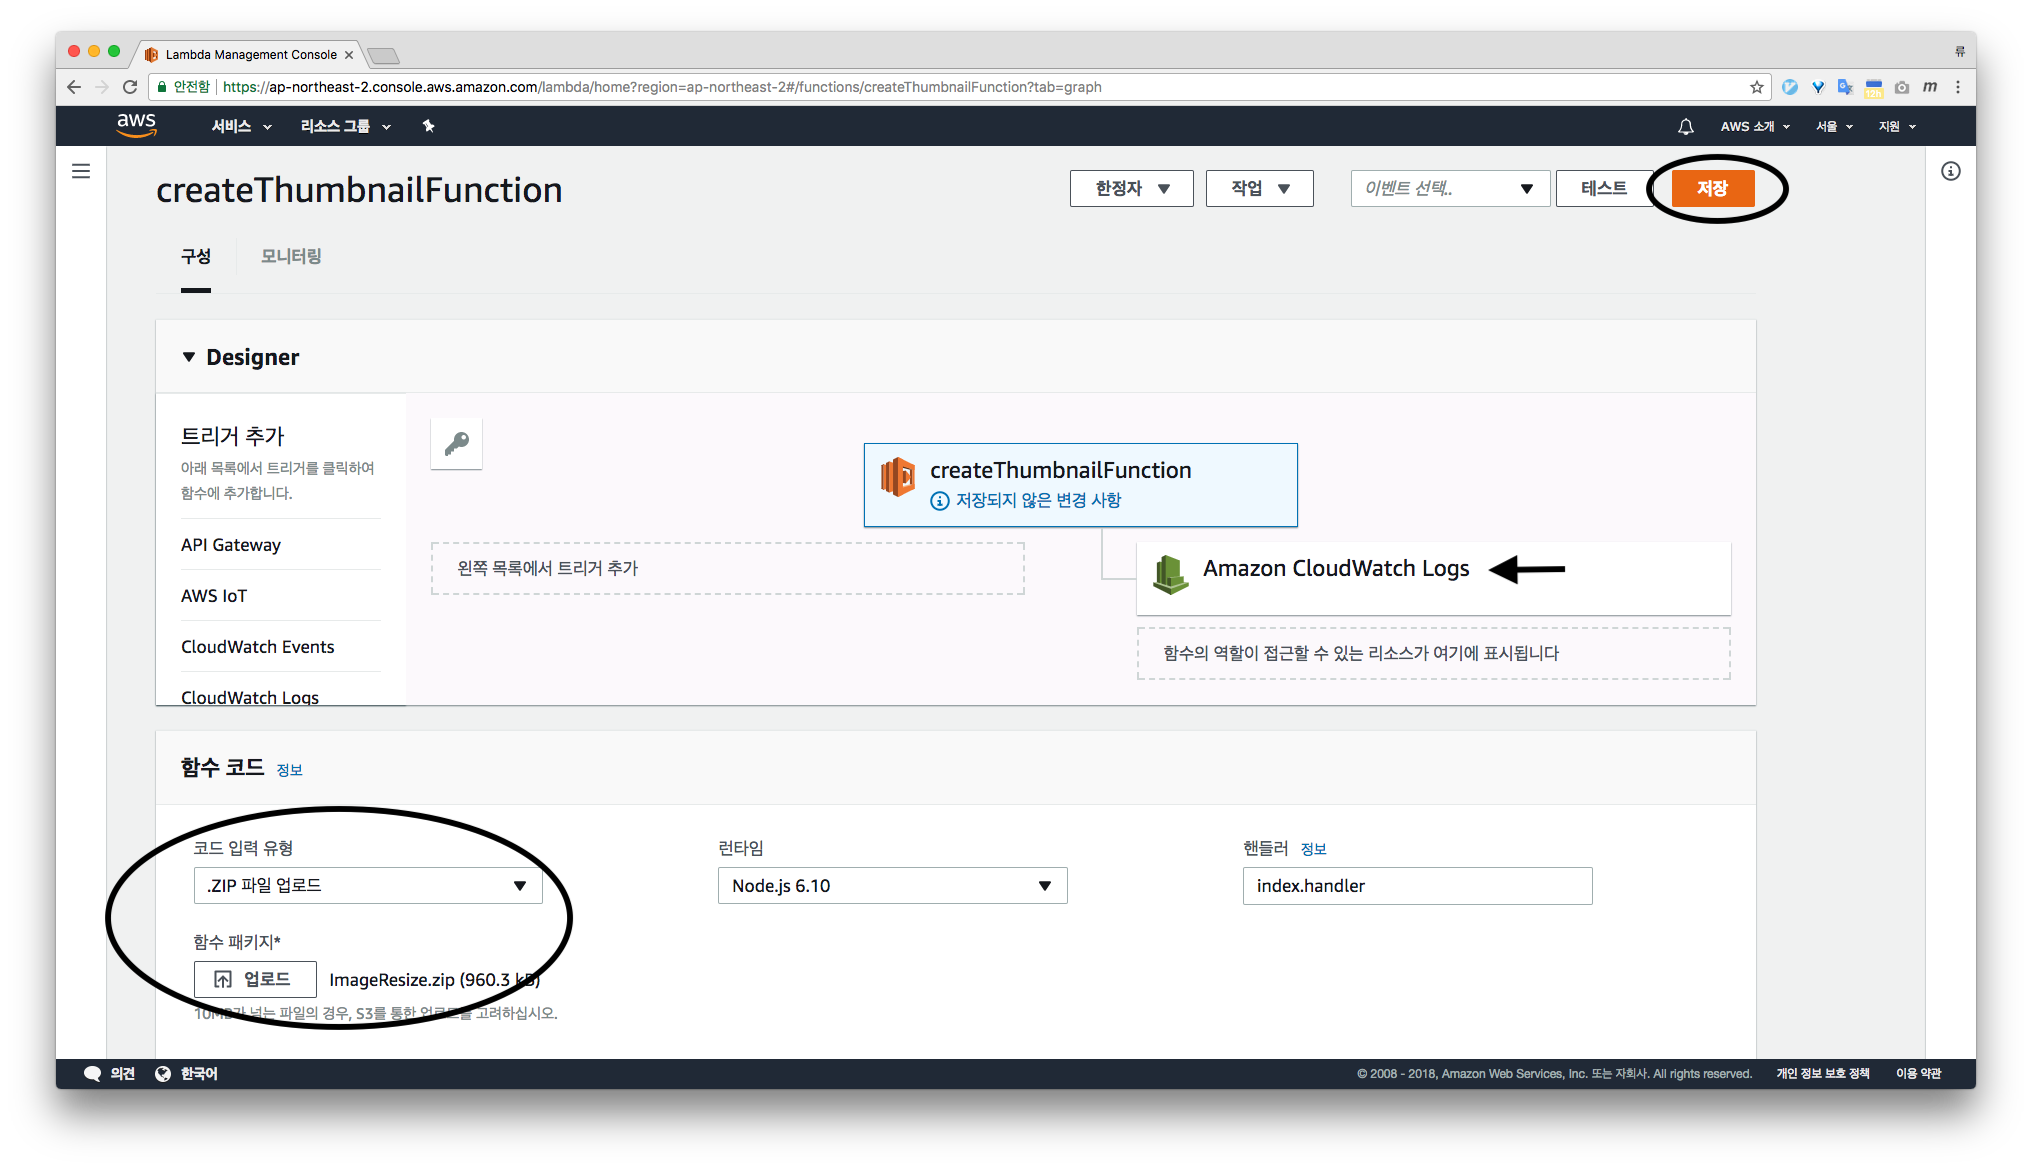 Lambda Management Console
류
안전함
https://ap-northeast-2.console.aws.amazon.com/lambda/home?region=ap-northeast-2#/functions/createThumbnailFunction?tab=graph
12h
m
aws
서비스
리소스 그룹
AWS 소개
서울
지원
createThumbnailFunction
한정자
작업
이벤트 선택..
테스트
저장
구성
모니터링
Designer
트리거 추가
아래 목록에서 트리거를 클릭하여
함수에 추가합니다.
API Gateway
AWS IoT
CloudWatch Events
CloudWatch Logs
createThumbnailFunction
저장되지 않은 변경 사항
왼쪽 목록에서 트리거 추가
Amazon CloudWatch Logs
함수의 역할이 접근할 수 있는 리소스가 여기에 표시됩니다
함수 코드 정보
코드 입력 유형
.ZIP 파일 업로드
런타임
Node.js 6.10
핸들러 정보
index.handler
함수 패키지*
업로드
ImageResize.zip (960.3 kB)
10MB가 넘는 파일의 경우, S3를 통한 업로드를 고려하십시오.
의견
한국어
© 2008 - 2018, Amazon Web Services, Inc. 또는 자회사. All rights reserved.
개인 정보 보호 정책
이용 약관